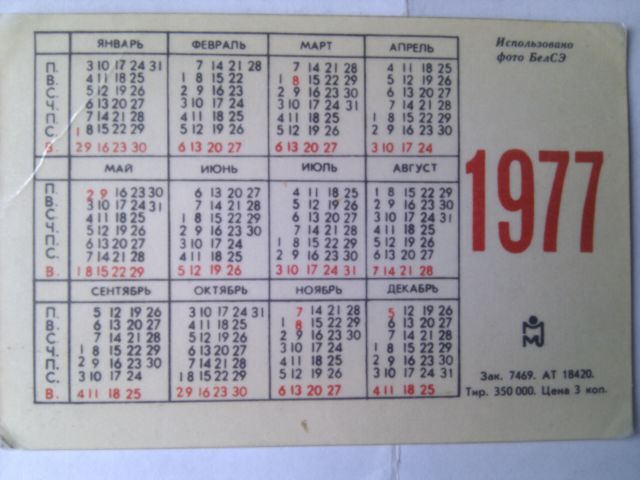 ЯНВАРЬ ФЕВРАЛЬ МАРТ АПРЕЛЬ
П. 3 10 17 24 31 7 14 21 28 7 14 21 28 4 11 18 25
В. 4 11 18 25 1 8 15 22 1 8 15 22 29 5 12 19 26
С. 5 12 19 26 2 9 16 23 2 9 16 23 30 6 13 20 27
Ч. 6 13 20 27 3 10 17 24 3 10 17 24 31 7 14 21 28
П. 7 14 21 28 4 11 18 25 4 11 18 25 1 8 15 22 29
С. 1 8 15 22 29 5 12 19 26 5 12 19 26 2 9 16 23 30
В. 2 9 16 23 30 6 13 20 27 6 13 20 27 3 10 17 24
МАЙ ИЮНЬ ИЮЛЬ АВГУСТ
П. 2 9 16 23 30 6 13 20 27 4 11 18 25 1 8 15 22 29
В. 3 10 17 24 31 7 14 21 28 5 12 19 26 2 9 16 23 30
С. 4 11 18 25 1 8 15 22 29 6 13 20 27 3 10 17 24 31
Ч. 5 12 19 26 2 9 16 23 30 7 14 21 28 4 11 18 25
П. 6 13 20 27 3 10 17 24 1 8 15 22 29 5 12 19 26
С. 7 14 21 28 4 11 18 25 2 9 16 23 30 6 13 20 27
В. 1 8 15 22 29 5 12 19 26 3 10 17 24 31 7 14 21 28
СЕНТЯБРЬ ОКТЯБРЬ НОЯБРЬ ДЕКАБРЬ
П. 5 12 19 26 3 10 17 24 31 7 14 21 28 5 12 19 26
В. 6 13 20 27 4 11 18 25 1 8 15 22 29 6 13 20 27
С. 7 14 21 28 5 12 19 26 2 9 16 23 30 7 14 21 28
Ч. 1 8 15 22 29 6 13 20 27 3 10 17 24 1 8 15 22 29
П. 2 9 16 23 30 7 14 21 28 4 11 18 25 2 9 16 23 30
С. 3 10 17 24 1 8 15 22 29 5 12 19 26 3 10 17 24 31
В. 4 11 18 25 2 9 16 23 30 6 13 20 27 4 11 18 25
Использовано
фото БелСЭ
1977
Зак. 7469. АТ 18420.
Тир. 350 000. Цена 3 коп.